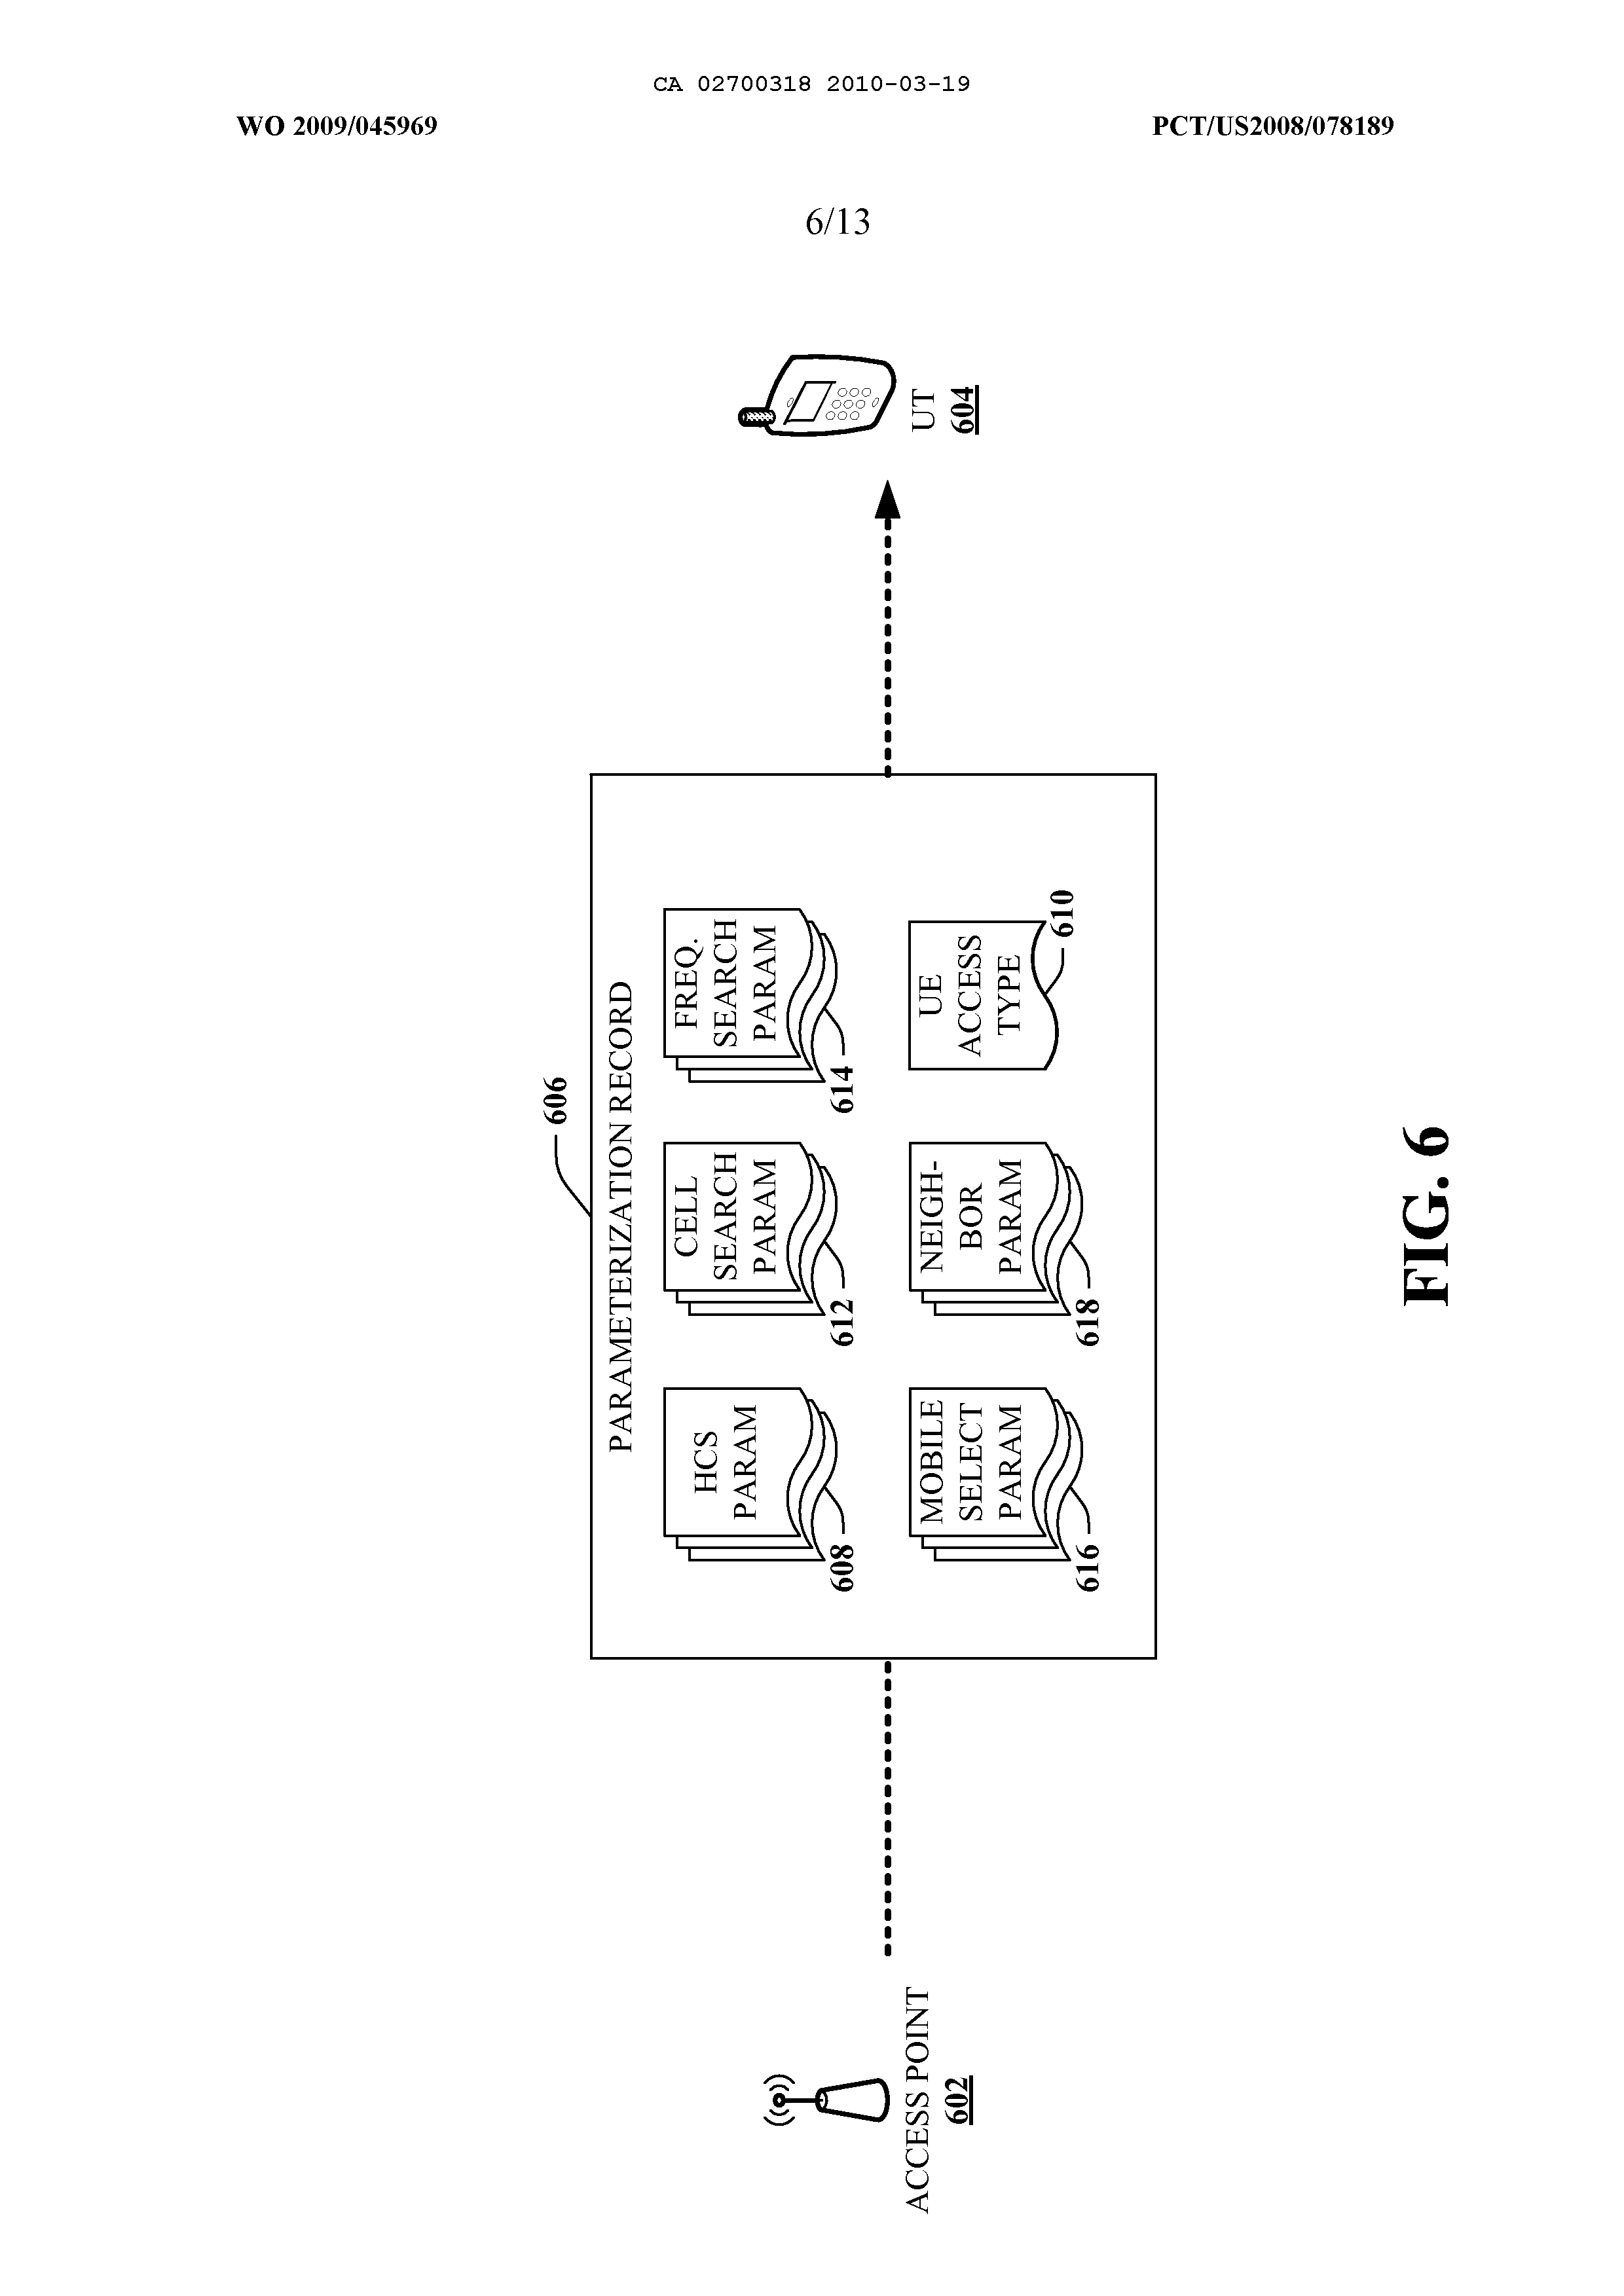 CA 02700318 2010-03-19
WO 2009/045969
PCT/US2008/078189
6/13
606
PARAMETERIZATION RECORD
HCS
PARAM
608
CELL
SEARCH
PARAM
612
FREQ.
SEARCH
PARAM
614
MOBILE
SELECT
PARAM
616
NEIGH-
BOR
PARAM
618
UE
ACCESS
TYPE
610
ACCESS POINT
602
UT
604
FIG. 6